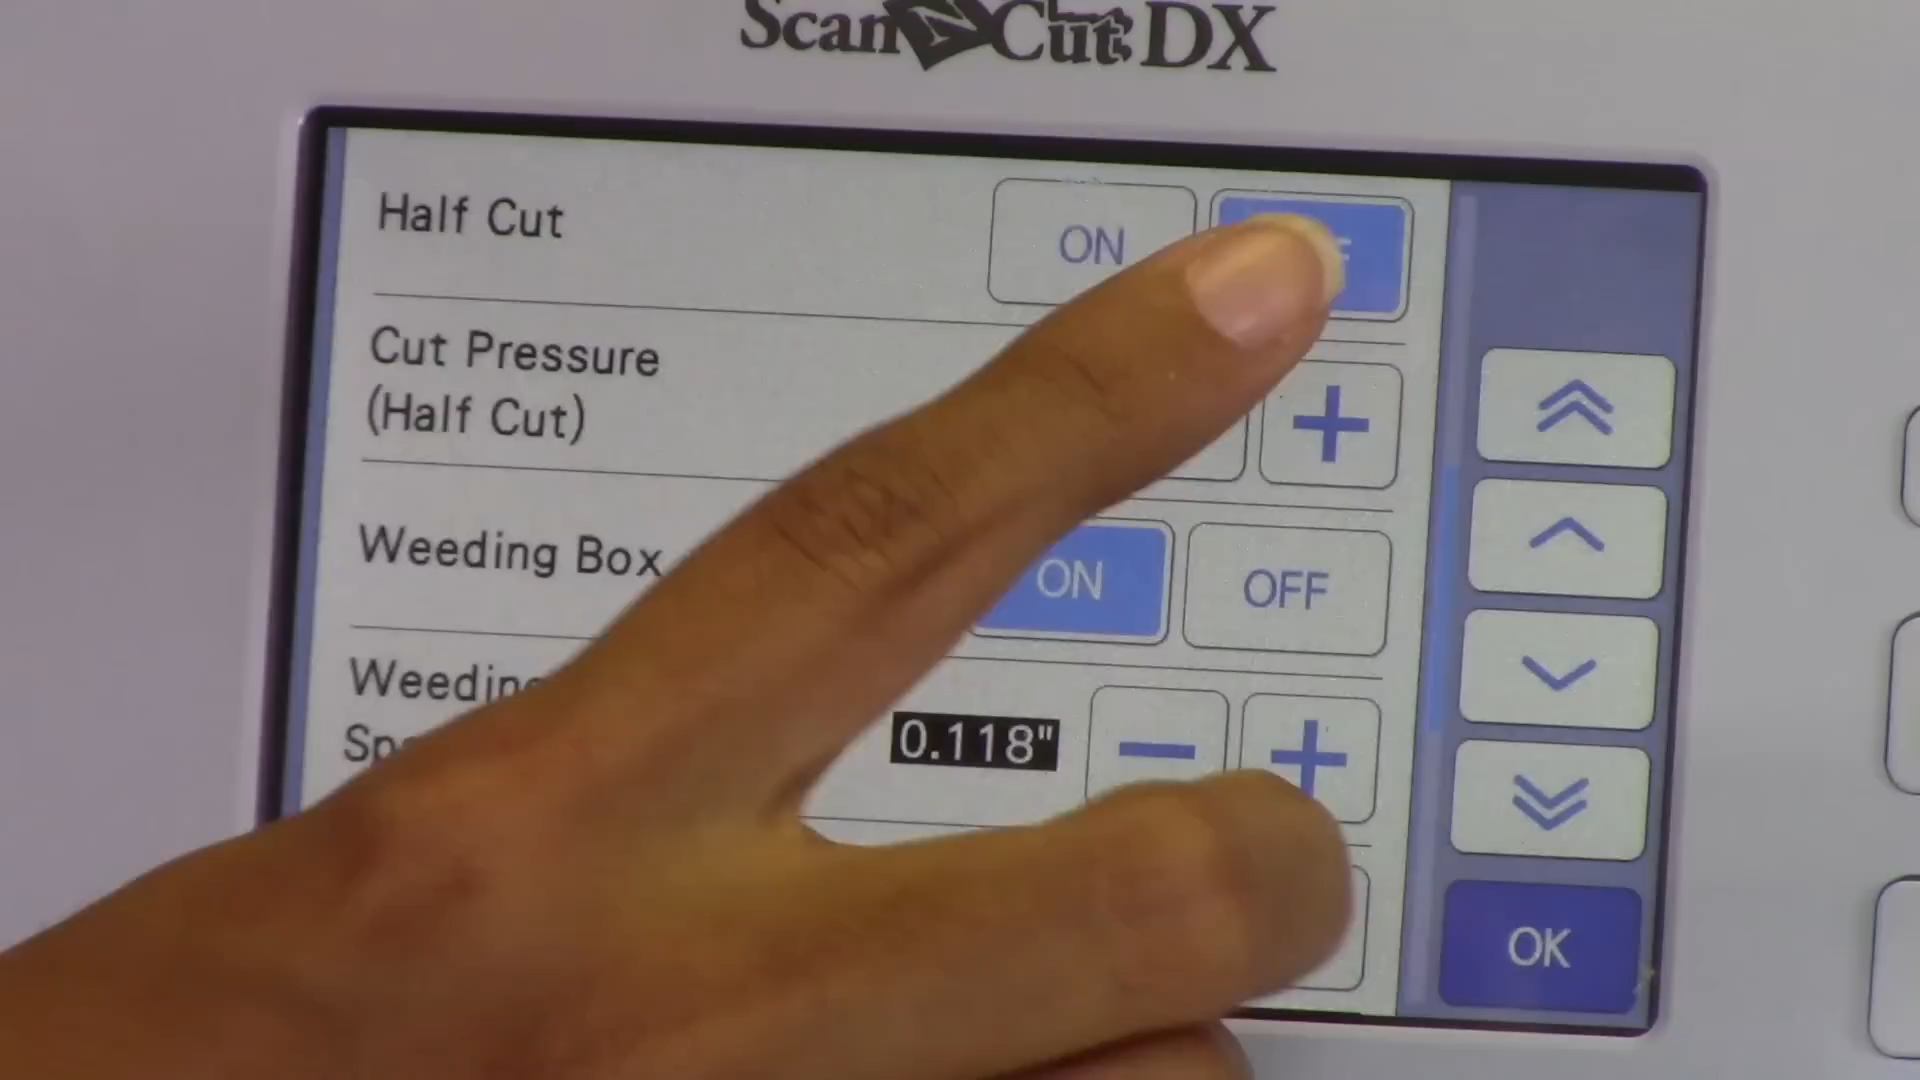 ScanNCut DX
Half Cut
ON
Cut Pressure
(Half Cut)
+
Weeding Box
ON
OFF
0.118"
−
+
OK